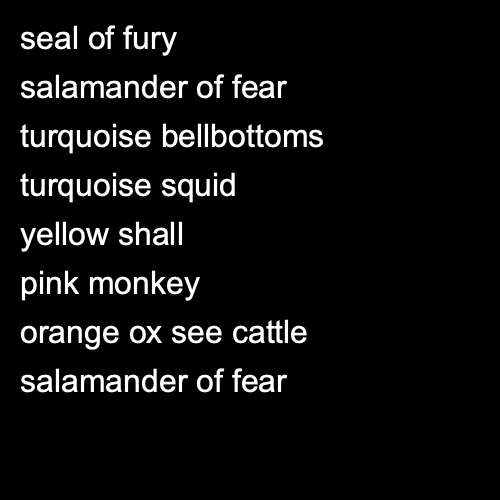 seal of fury
salamander of fear
turquoise bellbottoms
turquoise squid
yellow shall
pink monkey
orange ox see cattle
salamander of fear